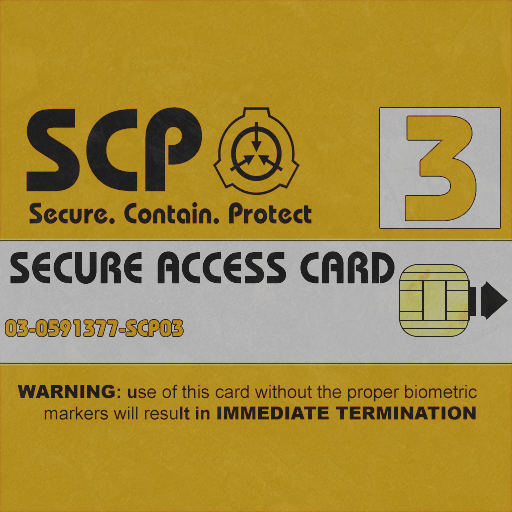 SCP
3
Secure. Contain. Protect
SECURE ACCESS CARD
03-0591377-SCP03
WARNING: use of this card without the proper biometric
markers will result in IMMEDIATE TERMINATION